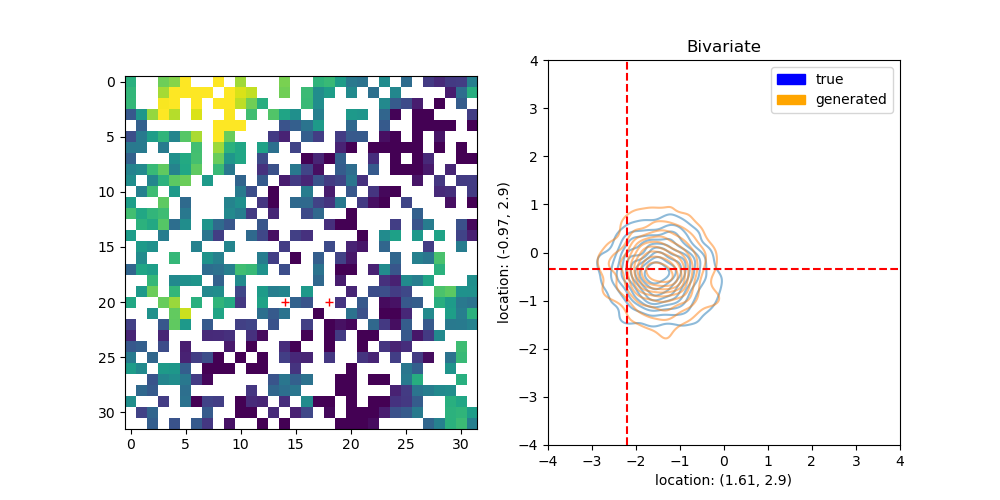 Bivariate
true
generated
0
5
10
15
20
25
30
0 5 10 15 20 25 30
location: (-0.97, 2.9)
4
3
2
1
0
−1
−2
−3
−4
−4 −3 −2 −1 0 1 2 3 4
location: (1.61, 2.9)